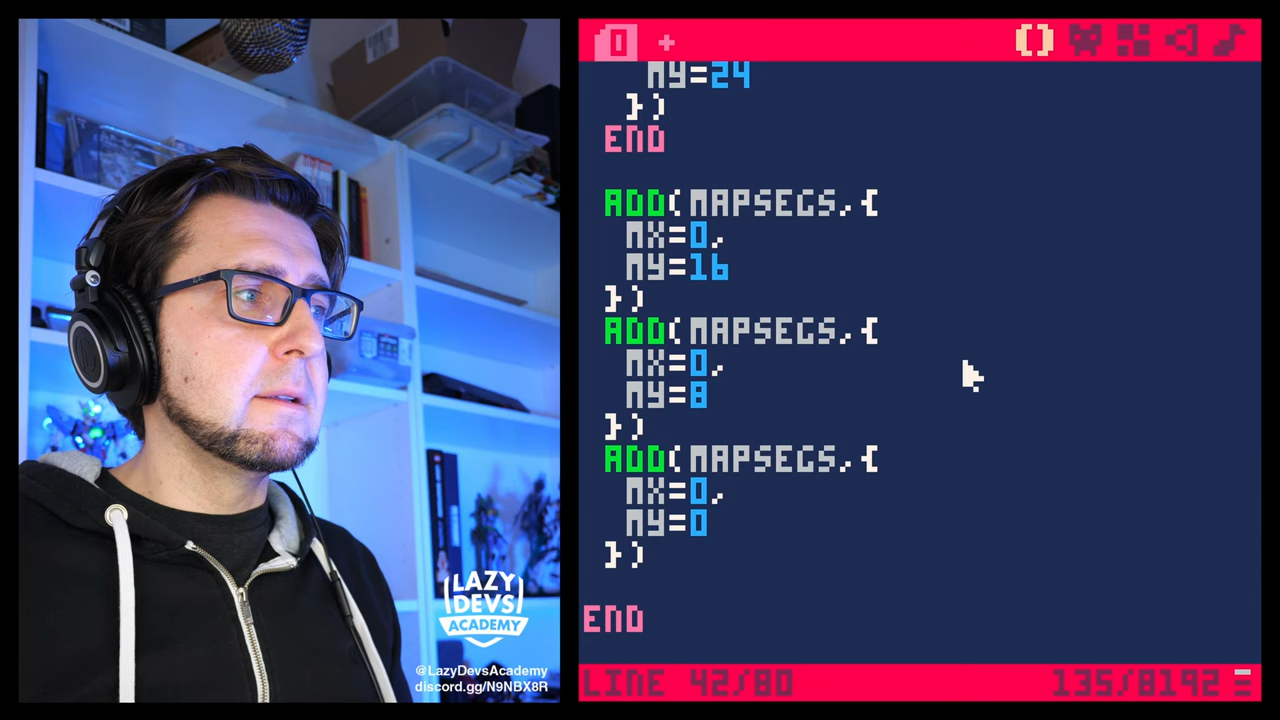 MY=24
})
END
ADD(MAPSEGS,{
MX=0,
MY=16
})
ADD(MAPSEGS,{
MX=0,
MY=8
})
ADD(MAPSEGS,{
MX=0,
MY=0
})
END
LINE 42/80
135/8192
0
+
LAZY
DEVS
ACADEMY
@LazyDevsAcademy
discord.gg/N9NBX8R